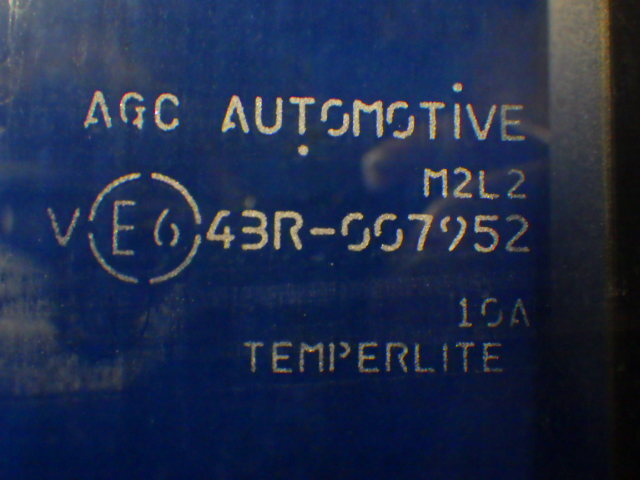 AGC AUTOMOTIVE
M2L2
V E6 43R-007952
10A
TEMPERLITE